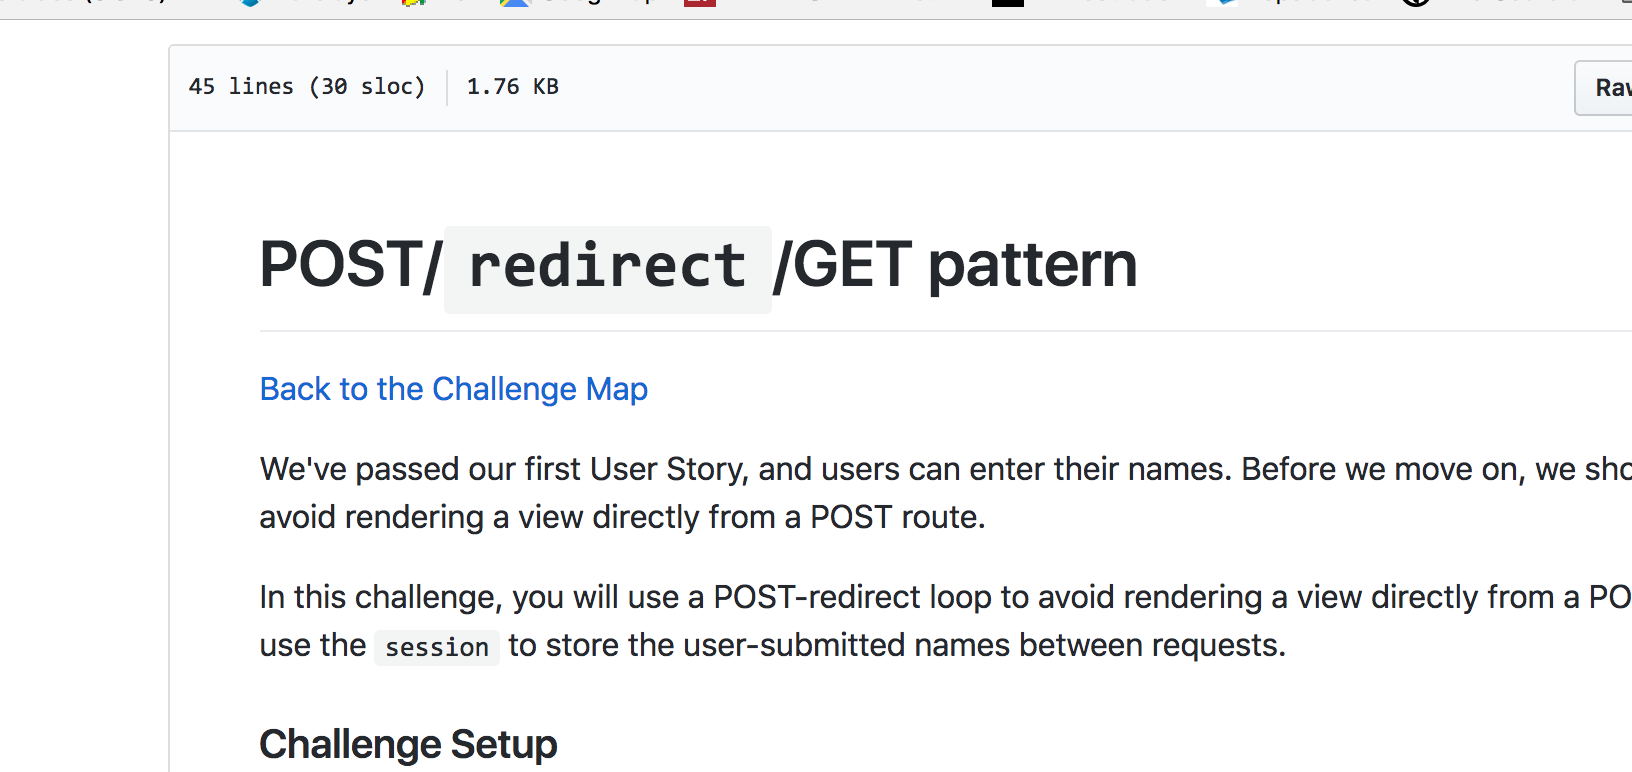 45 lines (30 sloc) 1.76 KB
POST/redirect/GET pattern
Back to the Challenge Map
We've passed our first User Story, and users can enter their names. Before we move on, we
avoid rendering a view directly from a POST route.
In this challenge, you will use a POST-redirect loop to avoid rendering a view directly from a
use the session to store the user-submitted names between requests.
Challenge Setup